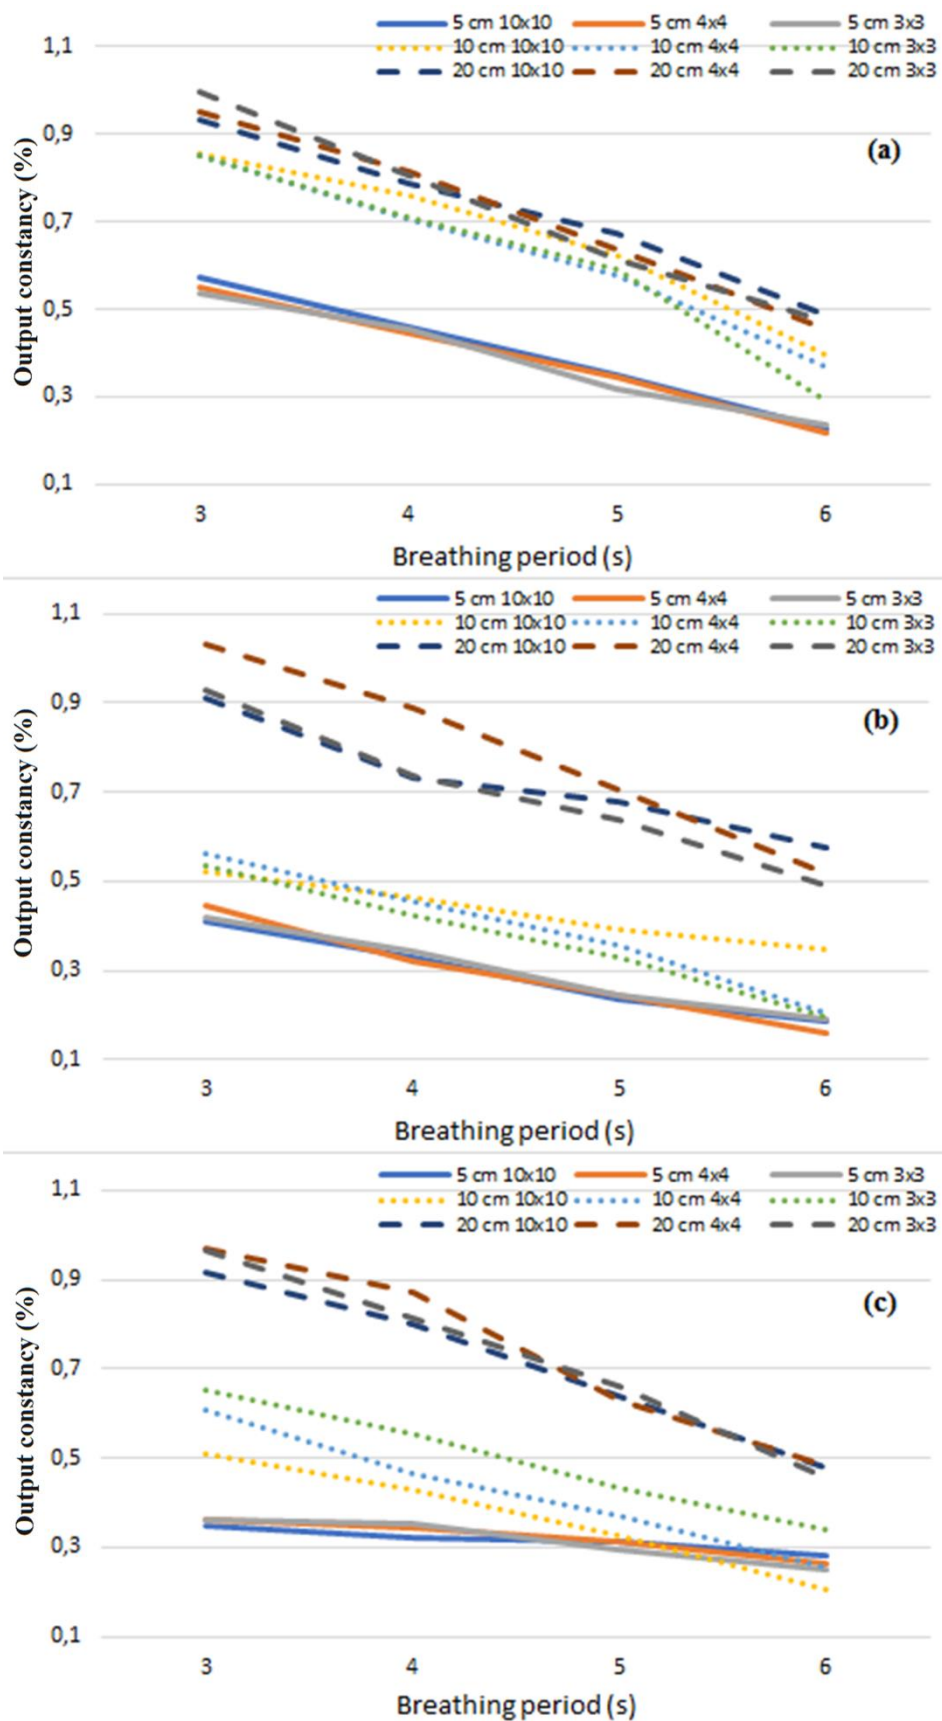 5 cm 10x10 5 cm 4x4 5 cm 3x3
10 cm 10x10 10 cm 4x4 10 cm 3x3
20 cm 10x10 20 cm 4x4 20 cm 3x3
Output constancy (%)
1,1
0,9
0,7
0,5
0,3
0,1
(a)
3 4 5 6
Breathing period (s)
5 cm 10x10 5 cm 4x4 5 cm 3x3
10 cm 10x10 10 cm 4x4 10 cm 3x3
20 cm 10x10 20 cm 4x4 20 cm 3x3
Output constancy (%)
1,1
0,9
0,7
0,5
0,3
0,1
(b)
3 4 5 6
Breathing period (s)
5 cm 10x10 5 cm 4x4 5 cm 3x3
10 cm 10x10 10 cm 4x4 10 cm 3x3
20 cm 10x10 20 cm 4x4 20 cm 3x3
Output constancy (%)
1,1
0,9
0,7
0,5
0,3
0,1
(c)
3 4 5 6
Breathing period (s)